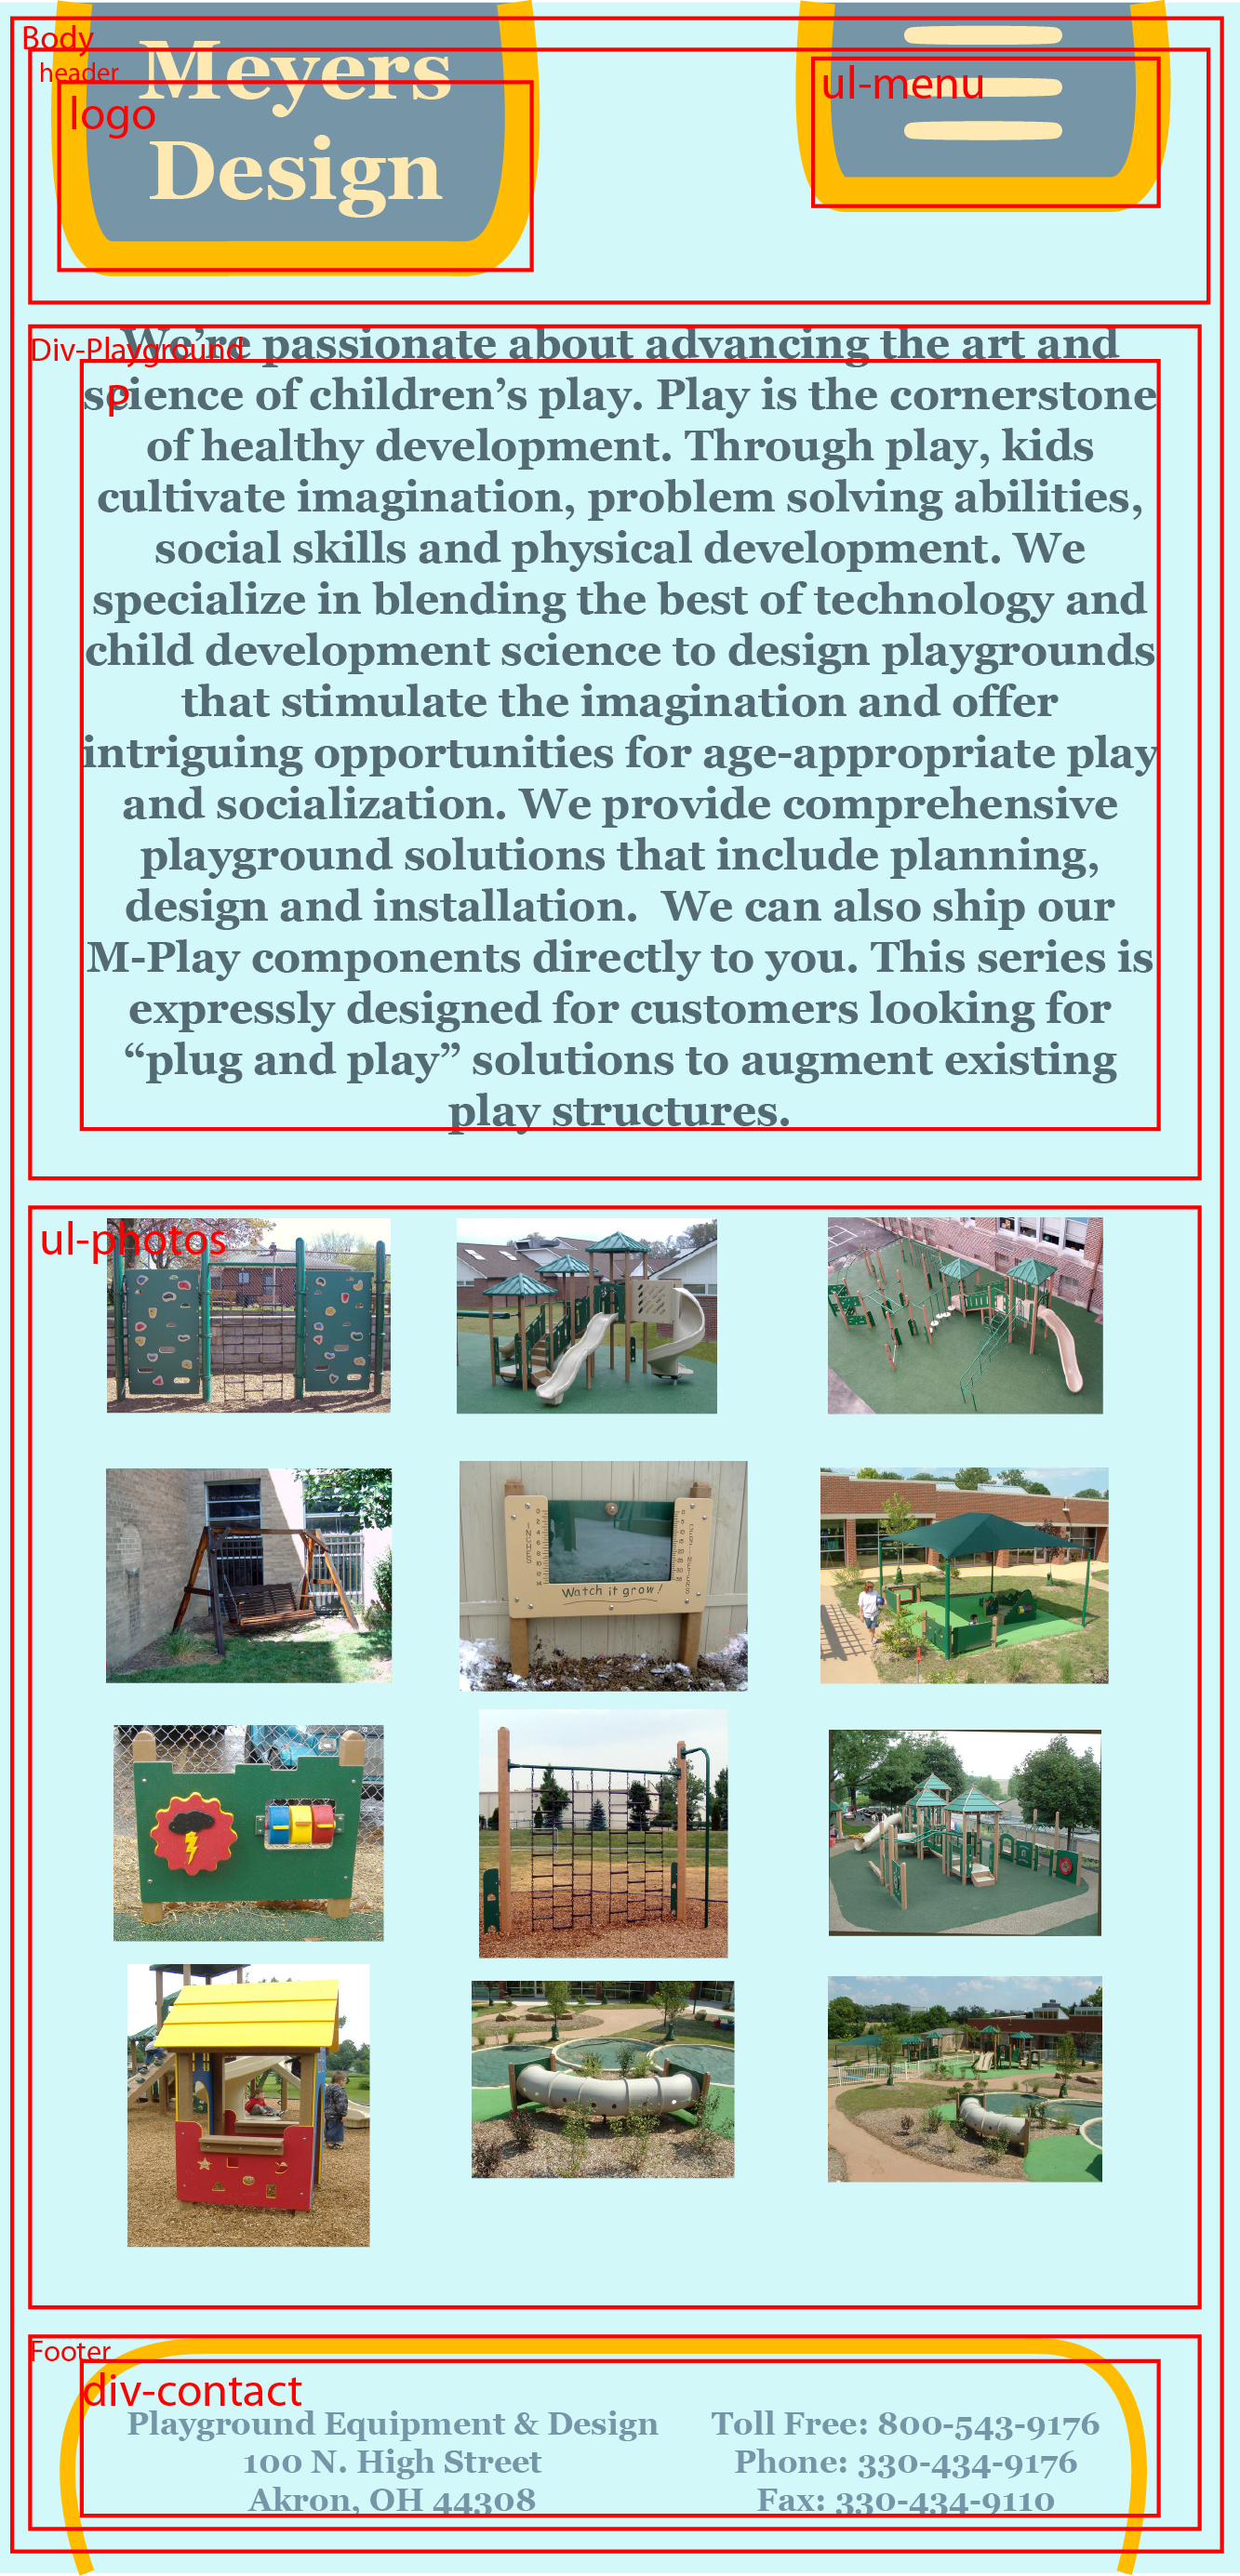 Body
header
logo
Meyers
Design
ul-menu
Div-Playground
P
We’re passionate about advancing the art and
science of children’s play. Play is the cornerstone
of healthy development. Through play, kids
cultivate imagination, problem solving abilities,
social skills and physical development. We
specialize in blending the best of technology and
child development science to design playgrounds
that stimulate the imagination and offer
intriguing opportunities for age-appropriate play
and socialization. We provide comprehensive
playground solutions that include planning,
design and installation.  We can also ship our
M-Play components directly to you. This series is
expressly designed for customers looking for
“plug and play” solutions to augment existing
play structures.
ul-photos
INCHES
Watch it grow!
Footer
div-contact
Playground Equipment & Design
100 N. High Street
Akron, OH 44308
Toll Free: 800-543-9176
Phone: 330-434-9176
Fax: 330-434-9110